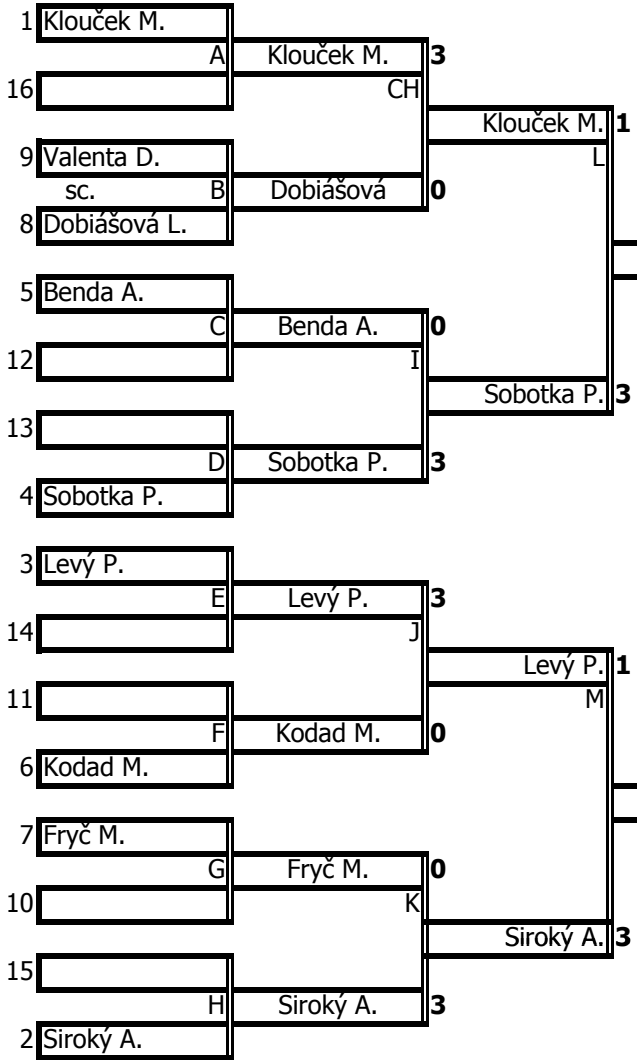 1 Klouček M.
A Klouček M. 3
16 CH
Klouček M. 1
9 Valenta D. L
sc. B Dobiášová 0
8 Dobiášová L.
5 Benda A.
C Benda A. 0
12 I
Sobotka P. 3
13
D Sobotka P. 3
4 Sobotka P.
3 Levý P.
E Levý P. 3
14 J
Levý P. 1
11 M
F Kodad M. 0
6 Kodad M.
7 Fryč M.
G Fryč M. 0
10 K
Siroký A. 3
15
H Siroký A. 3
2 Siroký A.